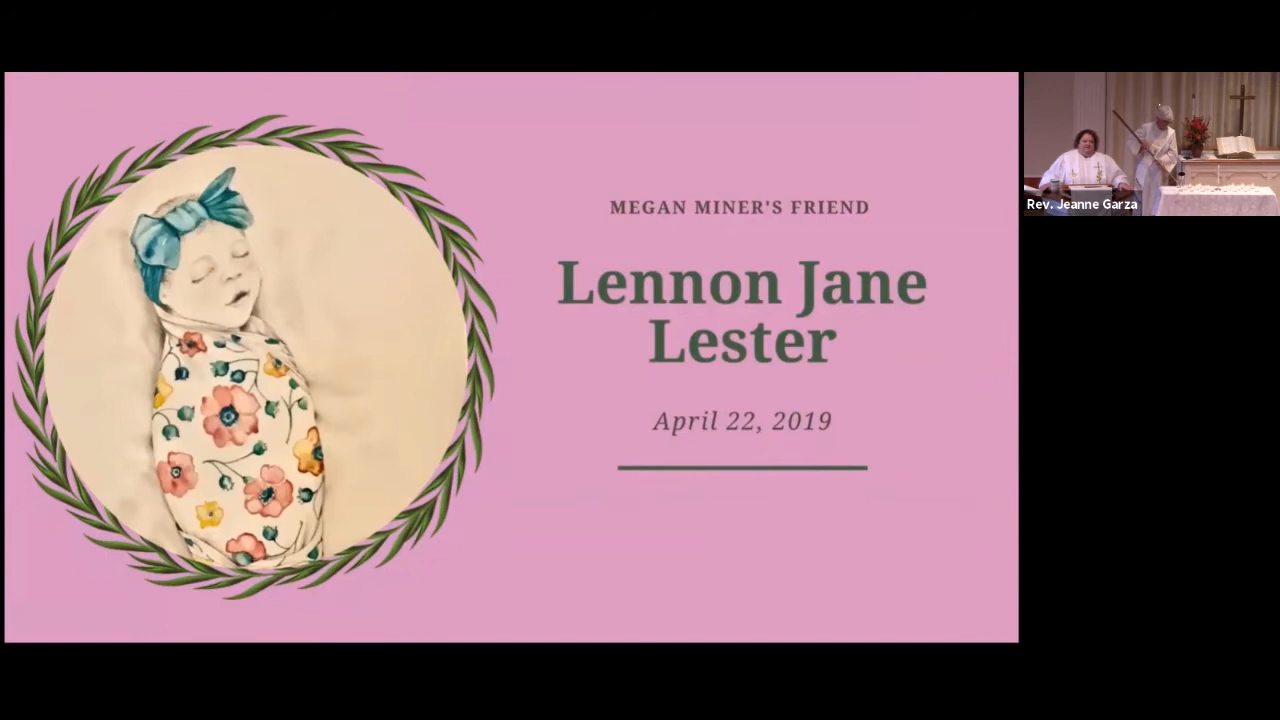 MEGAN MINER'S FRIEND
Lennon Jane
Lester
April 22, 2019
Rev. Jeanne Garza